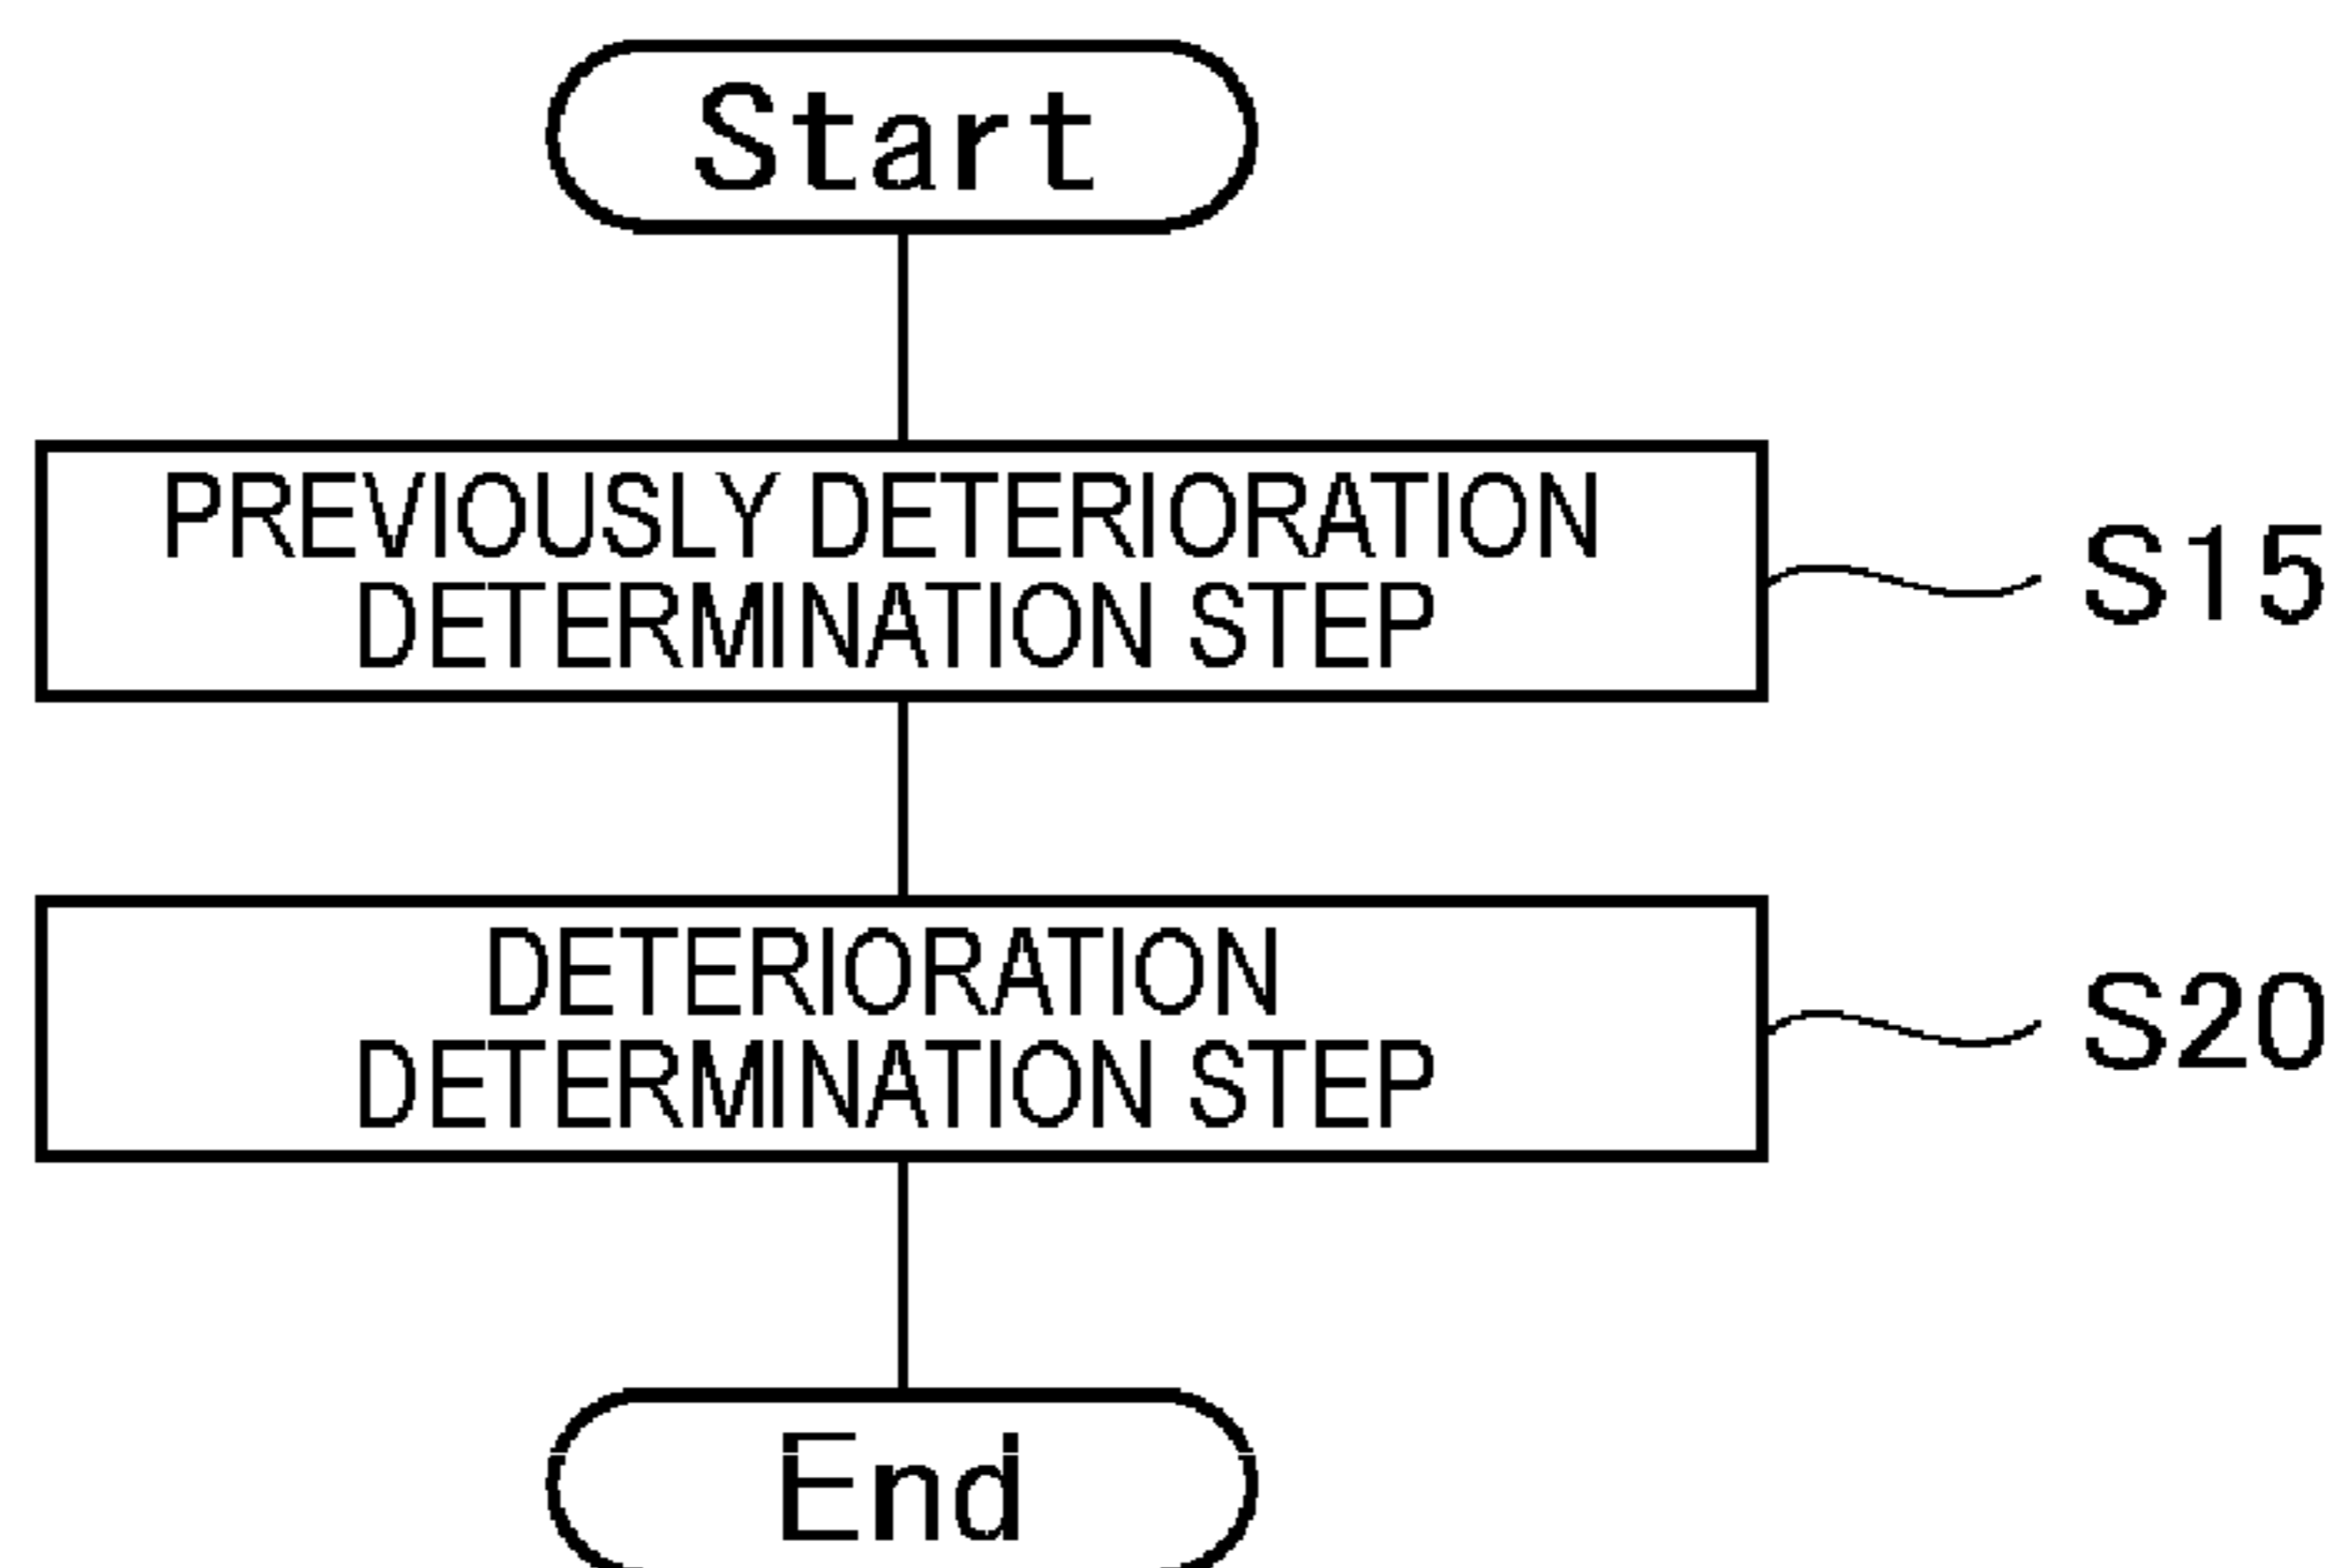 Start
PREVIOUSLY DETERIORATION
DETERMINATION STEP
S15
DETERIORATION
DETERMINATION STEP
S20
End